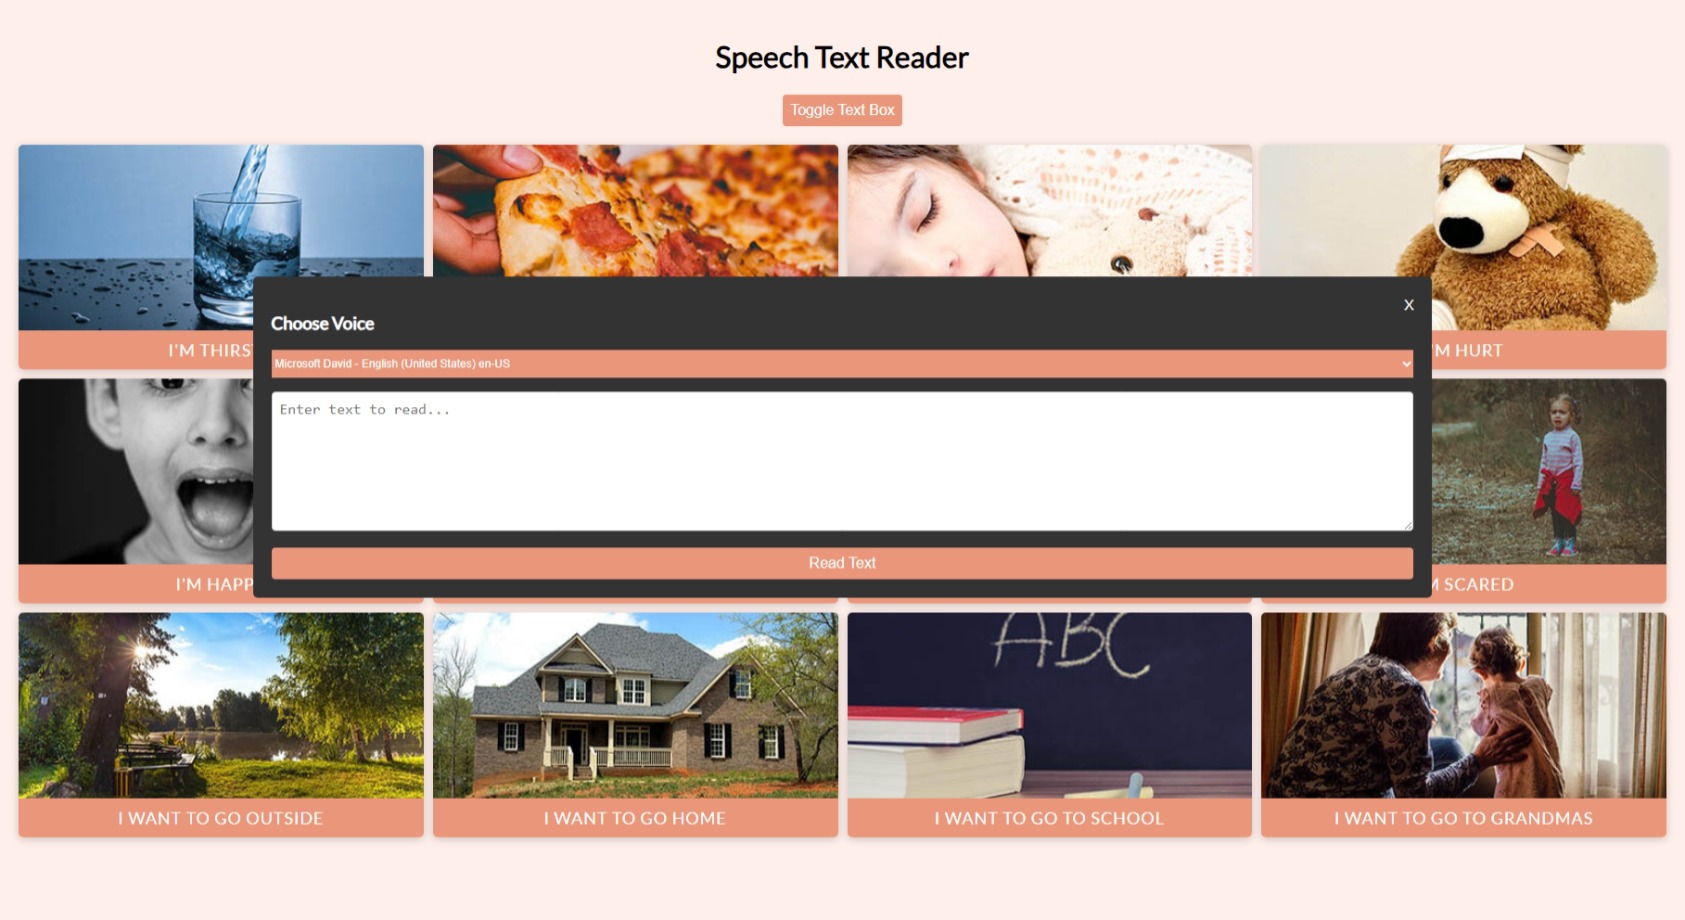 Speech Text Reader
Toggle Text Box
X
Choose Voice
Microsoft David - English (United States) en-US
Enter text to read...
Read Text
I'M THIRS
'M HURT
I'M HAPP
SCARED
ABC
I WANT TO GO OUTSIDE
I WANT TO GO HOME
I WANT TO GO TO SCHOOL
I WANT TO GO TO GRANDMAS